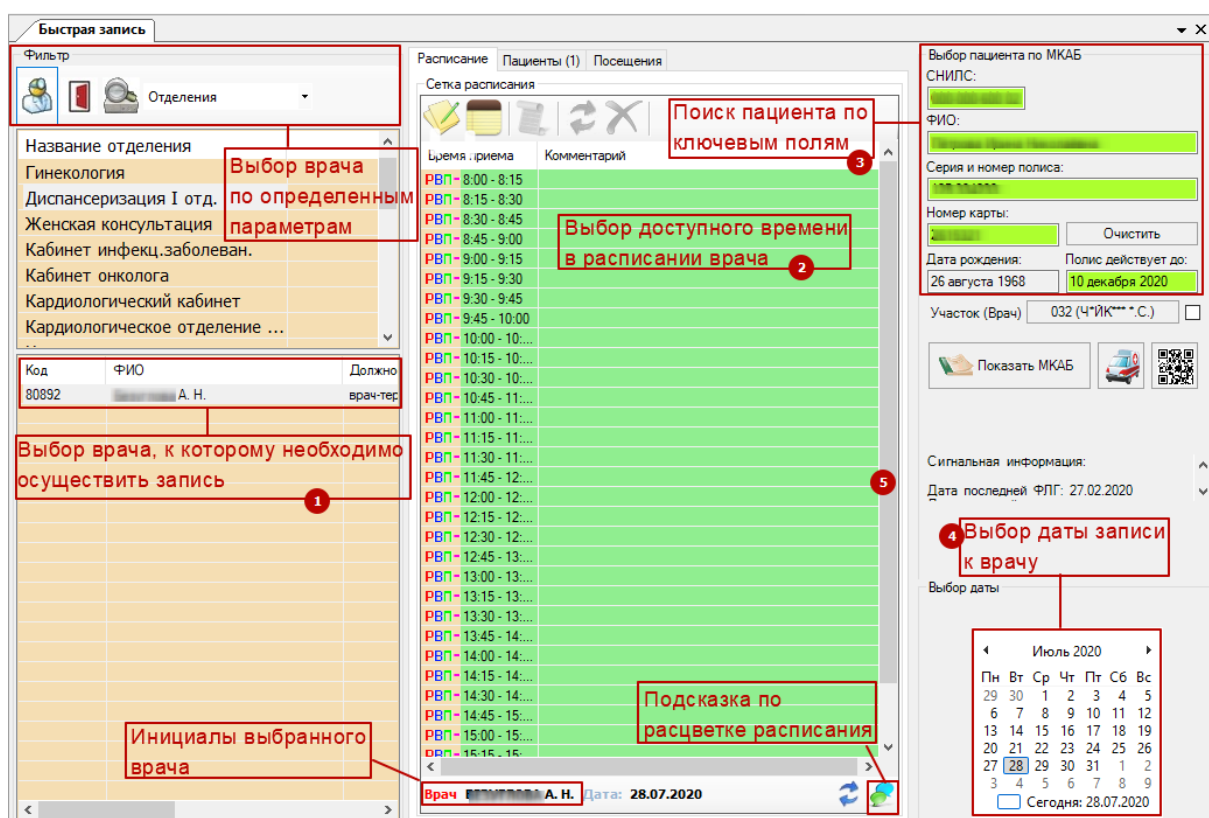 Быстрая запись
Фильтр
Отделения
Название отделения
Гинекология
Диспансеризация I отд.
Женская консультация
Кабинет инфекц.заболеван.
Кабинет онколога
Кардиологический кабинет
Кардиологическое отделение ...
Выбор врача
по определенным
параметрам
Код ФИО Должно
80892 А. Н. врач-тер
Выбор врача, к которому необходимо
осуществить запись
1
Инициалы выбранного
врача
Расписание Пациенты (1) Посещения
Сетка расписания
Поиск пациента по
ключевым полям
3
Время приема Комментарий
РВП- 8:00 - 8:15
РВП- 8:15 - 8:30
РВП- 8:30 - 8:45
РВП- 8:45 - 9:00
РВП- 9:00 - 9:15
РВП- 9:15 - 9:30
РВП- 9:30 - 9:45
РВП- 9:45 - 10:00
РВП- 10:00 - 10:...
РВП- 10:15 - 10:...
РВП- 10:30 - 10:...
РВП- 10:45 - 11:...
РВП- 11:00 - 11:...
РВП- 11:15 - 11:...
РВП- 11:30 - 11:...
РВП- 11:45 - 12:...
РВП- 12:00 - 12:...
РВП- 12:15 - 12:...
РВП- 12:30 - 12:...
РВП- 12:45 - 13:...
РВП- 13:00 - 13:...
РВП- 13:15 - 13:...
РВП- 13:30 - 13:...
РВП- 13:45 - 14:...
РВП- 14:00 - 14:...
РВП- 14:15 - 14:...
РВП- 14:30 - 14:...
РВП- 14:45 - 15:...
РВП- 15:00 - 15:...
РВП- 15:15 - 15:
Выбор доступного времени
в расписании врача
2
5
Подсказка по
расцветке расписания
Врач А. Н. Дата: 28.07.2020
Выбор пациента по МКАБ
СНИЛС:
ФИО:
Серия и номер полиса:
Номер карты:
Очистить
Дата рождения: Полис действует до:
26 августа 1968 10 декабря 2020
Участок (Врач) 032 (Ч*ЙК*** *.С.)
Показать МКАБ
Сигнальная информация:
Дата последней ФЛГ: 27.02.2020
4
Выбор даты записи
к врачу
Выбор даты
Июль 2020
Пн Вт Ср Чт Пт Сб Вс
29 30 1 2 3 4 5
6 7 8 9 10 11 12
13 14 15 16 17 18 19
20 21 22 23 24 25 26
27 28 29 30 31 1 2
3 4 5 6 7 8 9
Сегодня: 28.07.2020